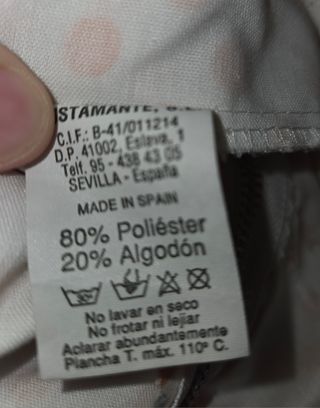 STAMANTE, S.L.
C.I.F.: B-41/011214
D.P. 41002, Eslava, 1
Telf. 95 - 438 43 05
SEVILLA - España
MADE IN SPAIN
80% Poliéster
20% Algodón
30°
No lavar en seco
No frotar ni lejiar
Aclarar abundantemente
Plancha T. máx. 110º C.